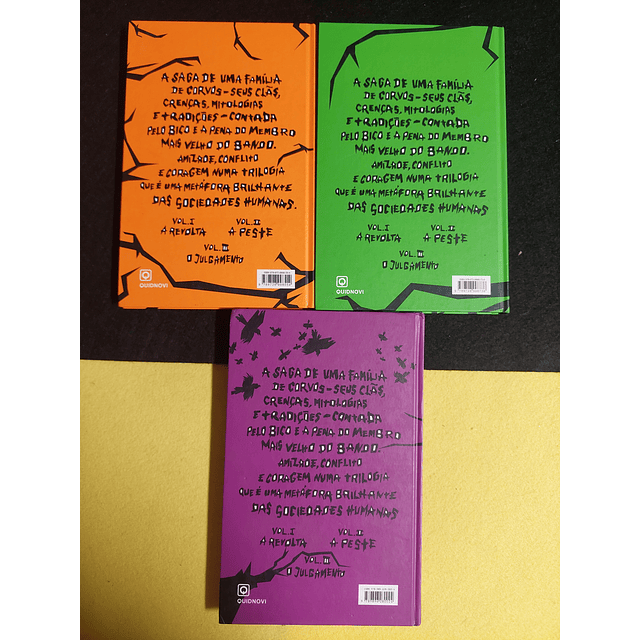 A SAGA DE UMA FAMÍLIA
DE CORVOS – SEUS CLÃS,
CRENÇAS, MITOLOGIAS
E TRADIÇÕES – CONTADA
PELO BICO E A PENA DO MEMBRO
MAIS VELHO DO BANDO.
AMIZADE, CONFLITO
E CORAGEM NUMA TRILOGIA
QUE É UMA METÁFORA BRILHANTE
DAS SOCIEDADES HUMANAS.
VOL. I VOL. II
A REVOLTA A PESTE
VOL. III
O JULGAMENTO
QUIDNOVI
A SAGA DE UMA FAMÍLIA
DE CORVOS – SEUS CLÃS,
CRENÇAS, MITOLOGIAS
E TRADIÇÕES – CONTADA
PELO BICO E A PENA DO MEMBRO
MAIS VELHO DO BANDO.
AMIZADE, CONFLITO
E CORAGEM NUMA TRILOGIA
QUE É UMA METÁFORA BRILHANTE
DAS SOCIEDADES HUMANAS
VOL. I VOL. II
A REVOLTA A PESTE
VOL. III
O JULGAMENTO
QUIDNOVI
A SAGA DE UMA FAMÍLIA
DE CORVOS – SEUS CLÃS,
CRENÇAS, MITOLOGIAS
E TRADIÇÕES – CONTADA
PELO BICO E A PENA DO MEMBRO
MAIS VELHO DO BANDO.
AMIZADE, CONFLITO
E CORAGEM NUMA TRILOGIA
QUE É UMA METÁFORA BRILHANTE
DAS SOCIEDADES HUMANAS
VOL. I VOL. II
A REVOLTA A PESTE
VOL. III
O JULGAMENTO
QUIDNOVI